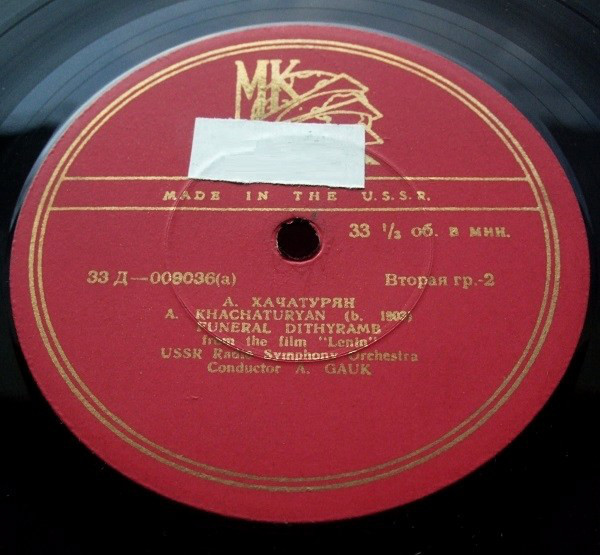 МК
MADE IN THE U.S.S.R.
33 1/3 об. в мин.
33 Д—009036(а) Вторая гр.-2
А. ХАЧАТУРЯН
A. KHACHATURYAN (b. 1903)
FUNERAL DITHYRAMB
from the film "Lenin"
USSR Radio Symphony Orchestra
Conductor A. GAUK